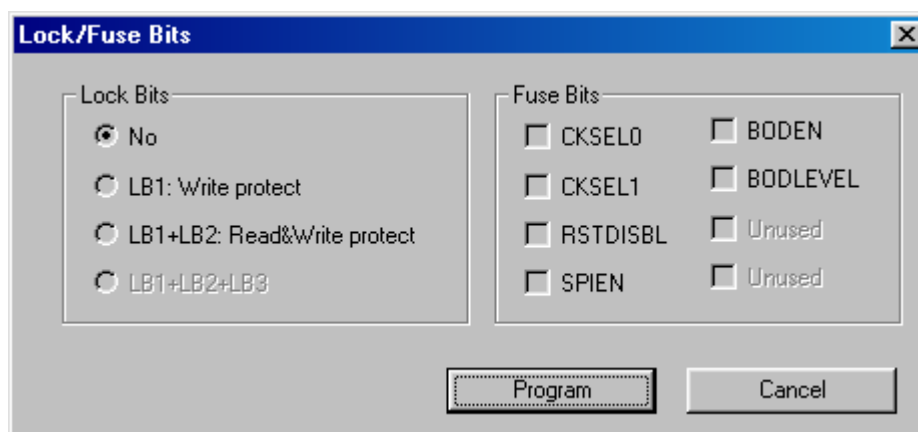 Lock/Fuse Bits
Lock Bits
No
LB1: Write protect
LB1+LB2: Read&Write protect
LB1+LB2+LB3
Fuse Bits
CKSEL0
CKSEL1
RSTDISBL
SPIEN
BODEN
BODLEVEL
Unused
Unused
Program
Cancel